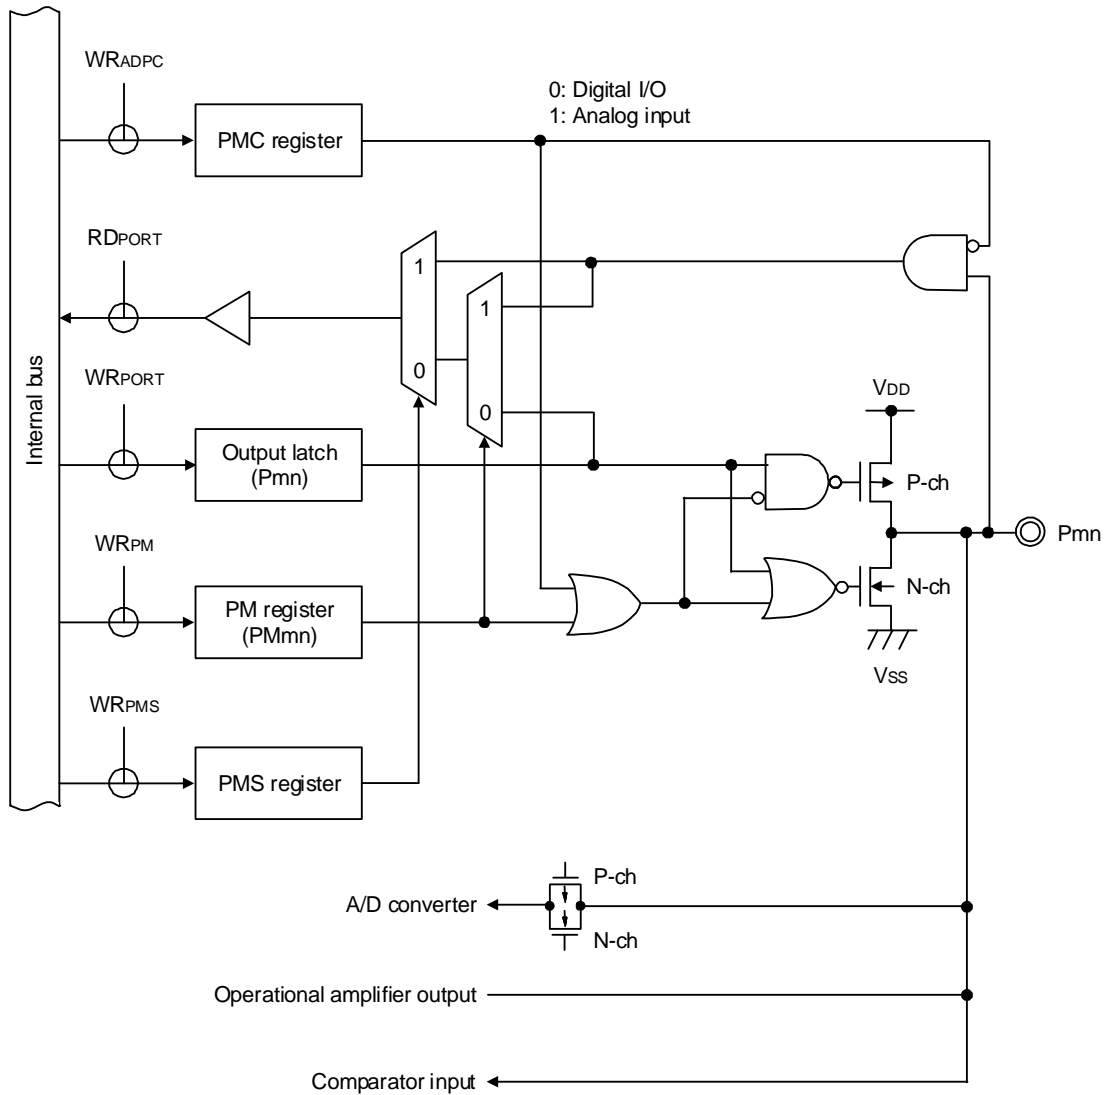 WRADPC
0: Digital I/O
1: Analog input
PMC register
RDPORT
1
1
Internal bus
0
WRPORT
0
VDD
Output latch
(Pmn)
P-ch
WRPM
Pmn
N-ch
PM register
(PMmn)
VSS
WRPMS
PMS register
P-ch
A/D converter
N-ch
Operational amplifier output
Comparator input